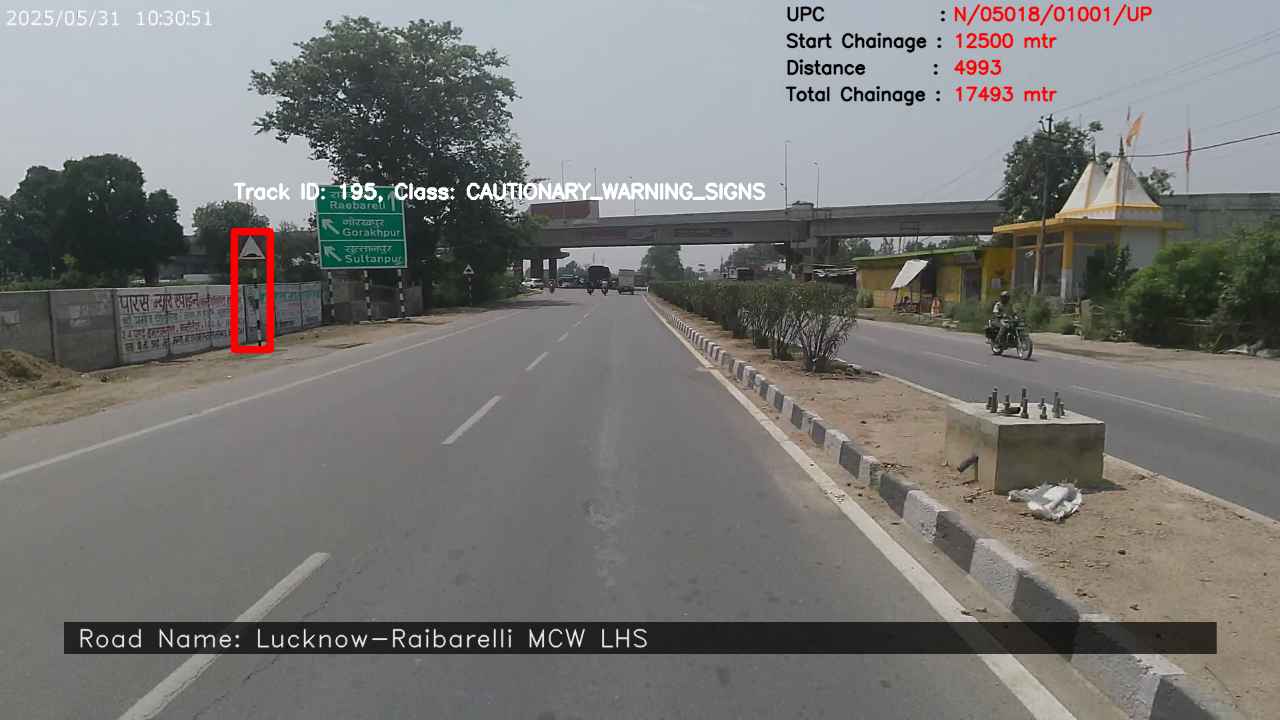 2025/05/31 10:30:51
UPC : N/05018/01001/UP
Start Chainage : 12500 mtr
Distance : 4993
Total Chainage : 17493 mtr
Track ID: 195, Class: CAUTIONARY_WARNING_SIGNS
Raebareli
गोरखपुर
Gorakhpur
सुल्तानपुर
Sultanpur
पारस
Road Name: Lucknow-Raibarelli MCW LHS